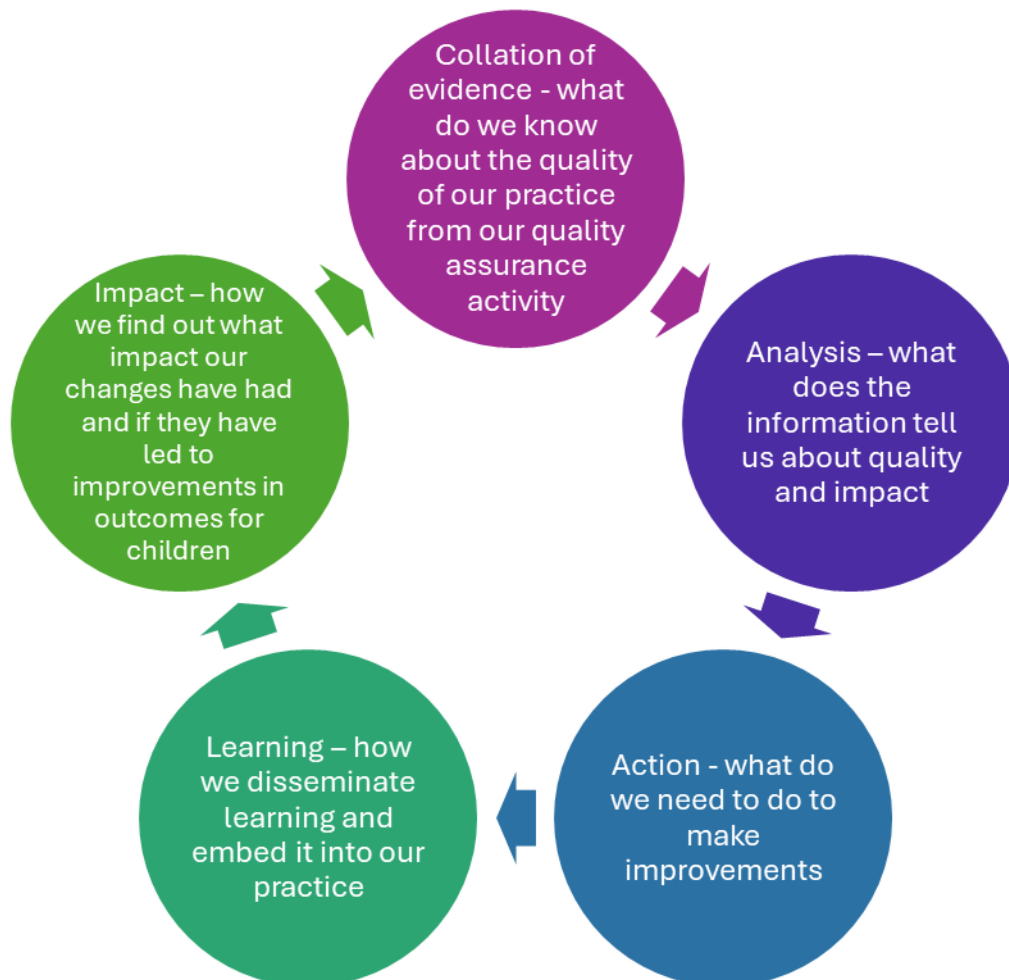 Collation of
evidence - what
do we know
about the quality
of our practice
from our quality
assurance
activity
Analysis – what
does the
information tell
us about quality
and impact
Action - what do
we need to do to
make
improvements
Learning – how
we disseminate
learning and
embed it into our
practice
Impact – how
we find out what
impact our
changes have had
and if they have
led to
improvements in
outcomes for
children